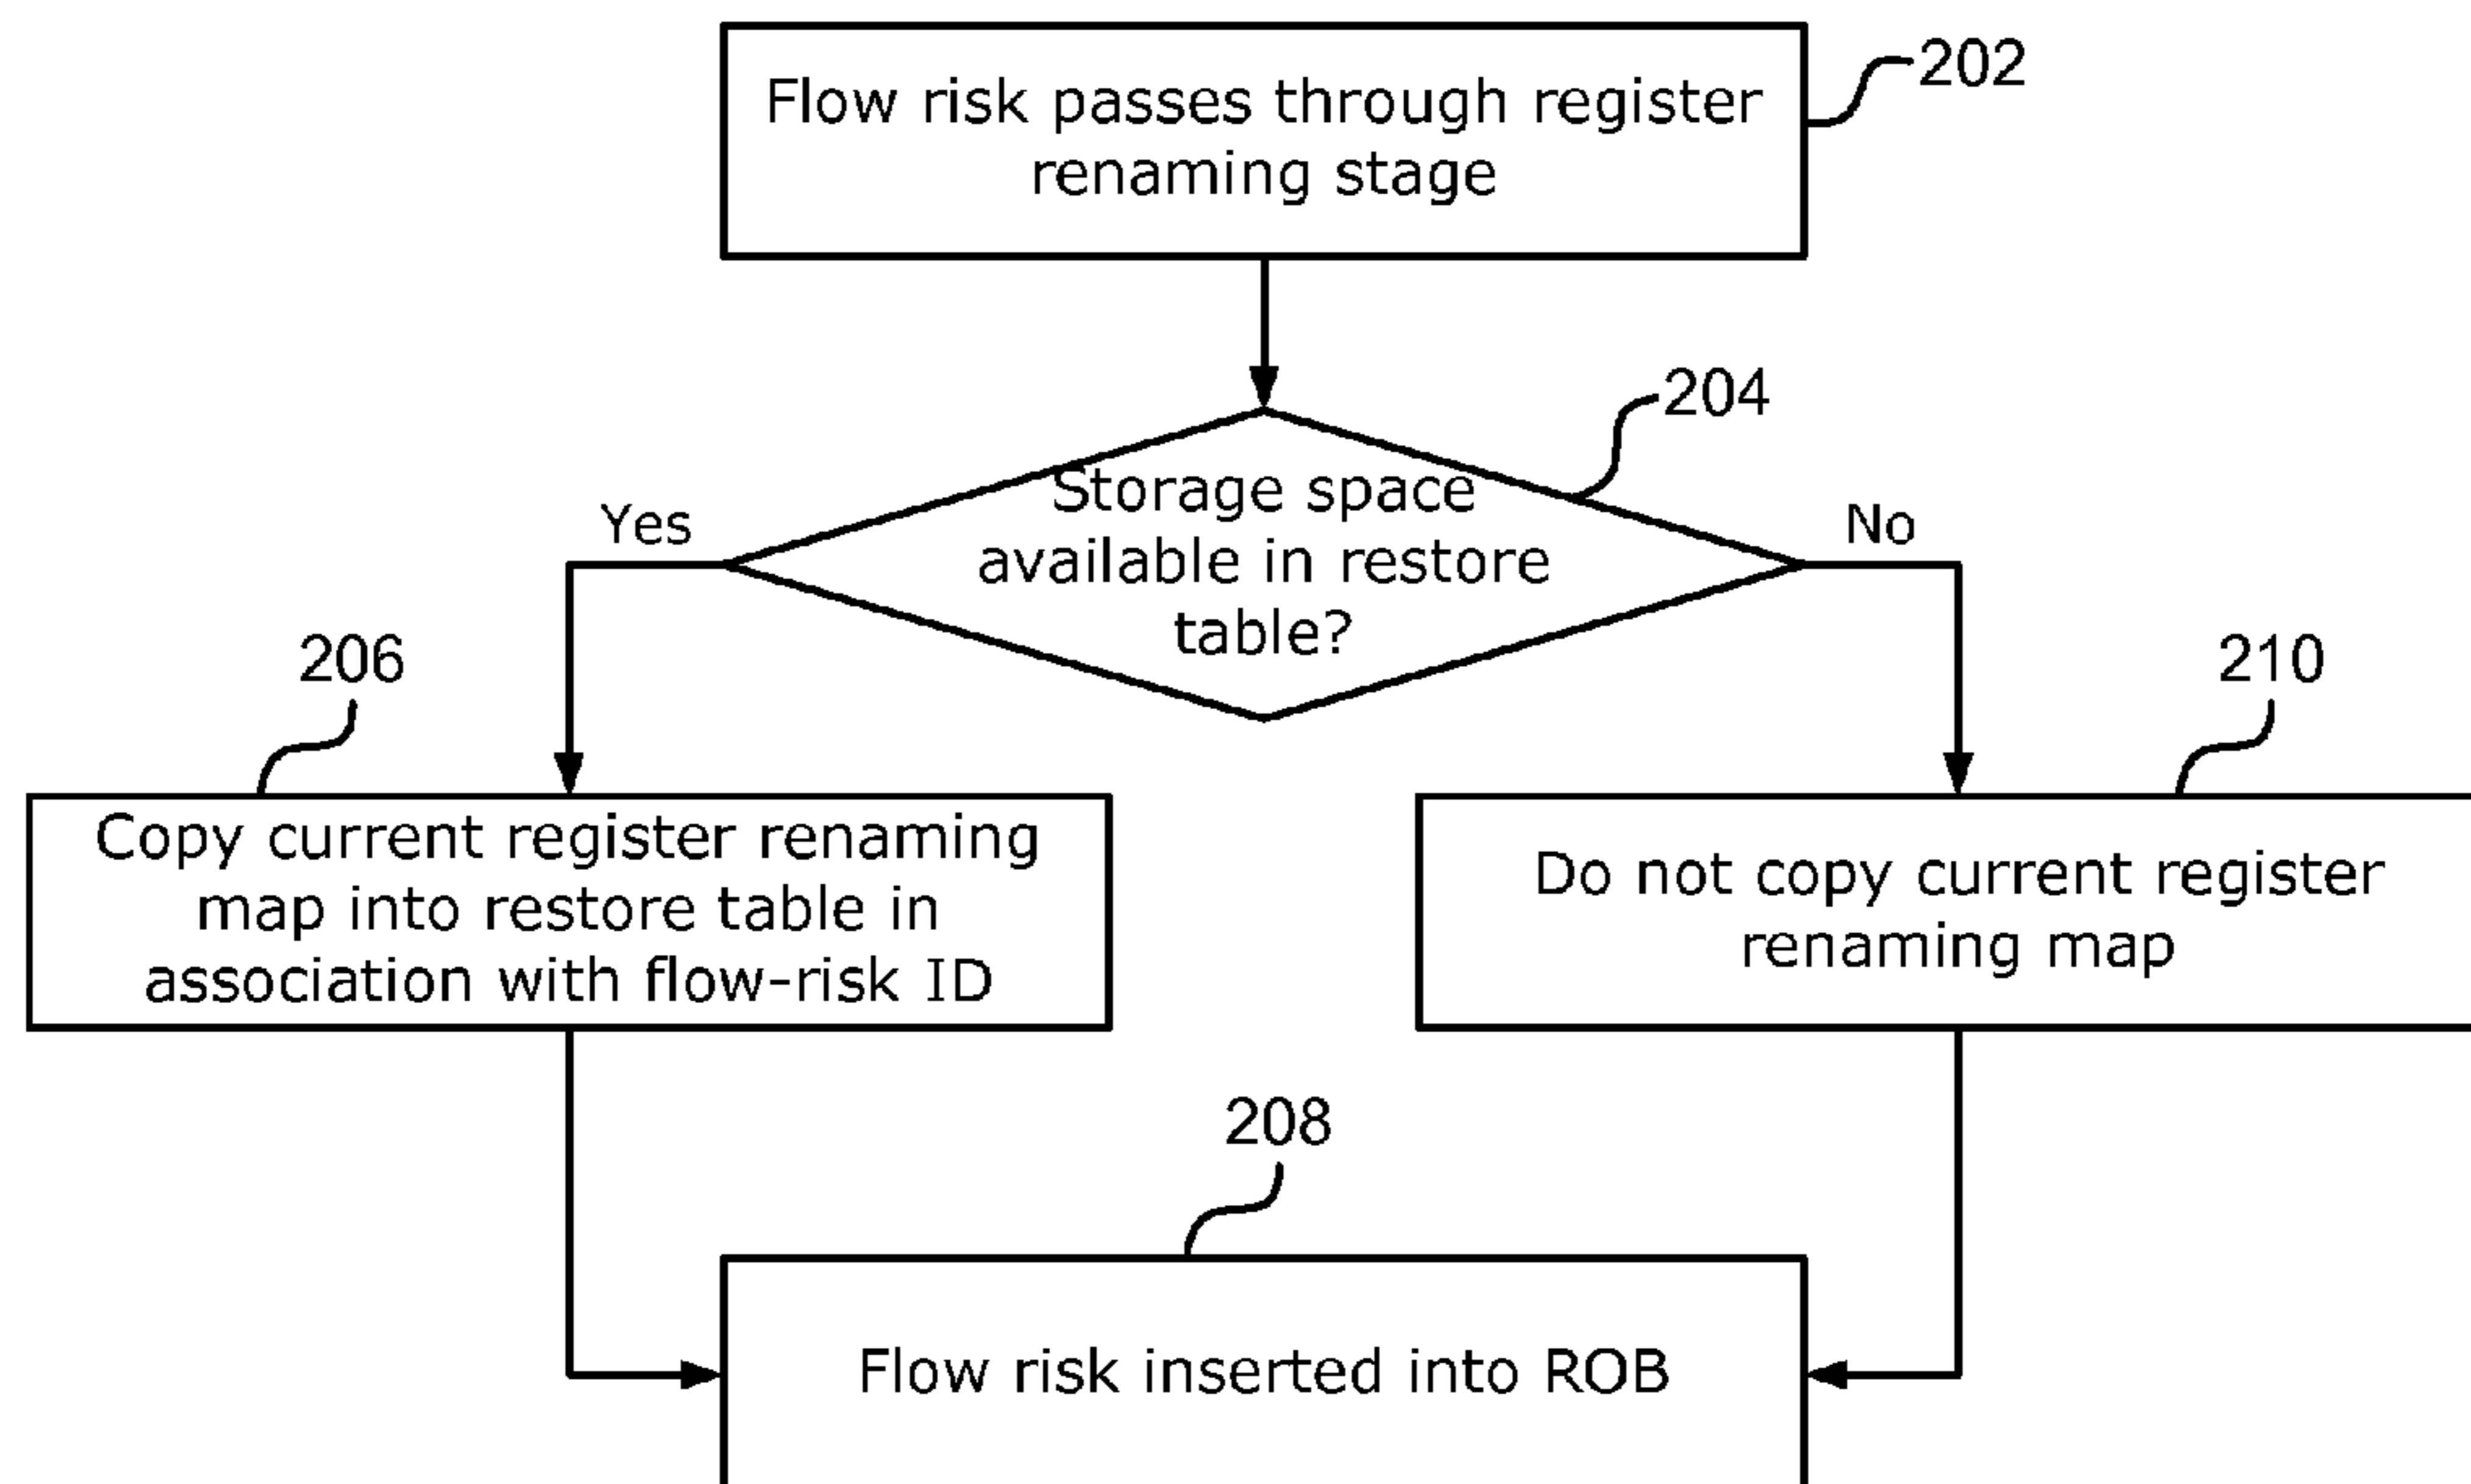 Flow risk passes through register
renaming stage
202
204
Storage space
available in restore
table?
Yes
No
206
210
Copy current register renaming
map into restore table in
association with flow-risk ID
Do not copy current register
renaming map
208
Flow risk inserted into ROB